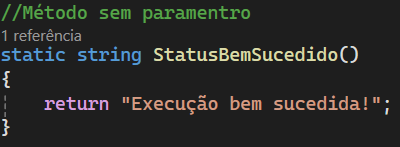 //Método sem paramentro
1 referência
static string StatusBemSucedido()
{
return "Execução bem sucedida!";
}